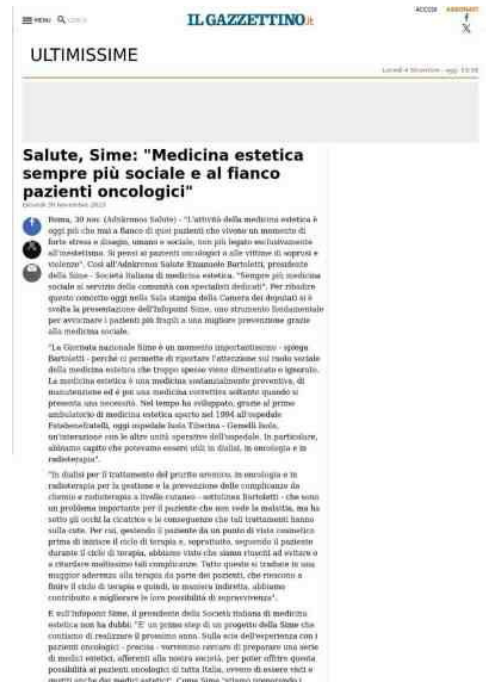 MENU
ACCEDI ABBONATI
IL GAZZETTINO.it
ULTIMISSIME
Salute, Sime: "Medicina estetica
sempre più sociale e al fianco
pazienti oncologici"
Giovedì 30 Novembre 2023
Roma, 30 nov. (Adnkronos Salute) - "L'attività della medicina estetica è
oggi più che mai a fianco di quei pazienti che vivono un momento di
forte stress e disagio, umano e sociale, non più legato esclusivamente
all'inestetismo. Si pensi ai pazienti oncologici o alle vittime di soprusi e
violenze". Così all'Adnkronos Salute Emanuele Bartoletti, presidente
della Sime - Società italiana di medicina estetica. "Sempre più medicina
sociale al servizio della comunità con specialisti dedicati". Per ribadire
questo concetto oggi nella Sala stampa della Camera dei deputati si è
svolta la presentazione dell'Infopoint Sime, uno strumento fondamentale
per avvicinare i pazienti più fragili a una migliore prevenzione grazie
alla medicina sociale.
"La Giornata nazionale Sime è un momento importantissimo - spiega
Bartoletti - perché ci permette di riportare l'attenzione sul ruolo sociale
della medicina estetica che troppo spesso viene dimenticato o ignorato.
La medicina estetica è una medicina sostanzialmente preventiva, di
manutenzione ed è poi una medicina correttiva soltanto quando si
presenta una necessità. Nel tempo ha sviluppato, grazie al primo
ambulatorio di medicina estetica aperto nel 1994 all'ospedale
Fatebenefratelli, oggi ospedale Isola Tiberina - Gemelli Isola,
un'interazione con le altre unità operative dell'ospedale. In particolare,
abbiamo capito che potevamo essere utili in dialisi, in oncologia e in
radioterapia".
"In dialisi per il trattamento del prurito uremico, in oncologia e in
radioterapia per la gestione e la prevenzione delle complicanze da
chemio e radioterapia a livello cutaneo - sottolinea Bartoletti - che sono
un problema importante per il paziente che non vede la malattia, ma ha
sotto gli occhi la cicatrice e le conseguenze che tali trattamenti hanno
sulla cute. Per cui, gestendo il paziente da un punto di vista cosmetico
prima di iniziare il ciclo di terapia e, soprattutto, seguendo il paziente
durante il ciclo di terapia, abbiamo visto che siamo riusciti ad evitare o
a ritardare moltissimo tali complicanze. Tutto questo si traduce in una
maggior aderenza alla terapia da parte dei pazienti, che riescono a
finire il ciclo di terapia e quindi, in maniera indiretta, abbiamo
contribuito a migliorare le loro possibilità di sopravvivenza".
E sull'Infopoint Sime, il presidente della Società italiana di medicina
estetica non ha dubbi: "E' un primo step di un progetto della Sime che
contiamo di realizzare il prossimo anno. Sulla scia dell'esperienza con i
pazienti oncologici - precisa - vorremmo cercare di preparare una serie
di medici estetici, afferenti alla nostra società, per poter offrire questa
possibilità ai pazienti oncologici di tutta Italia, ovvero di essere visti e
gestiti anche dai medici estetici". Come Sime "stiamo preparando i